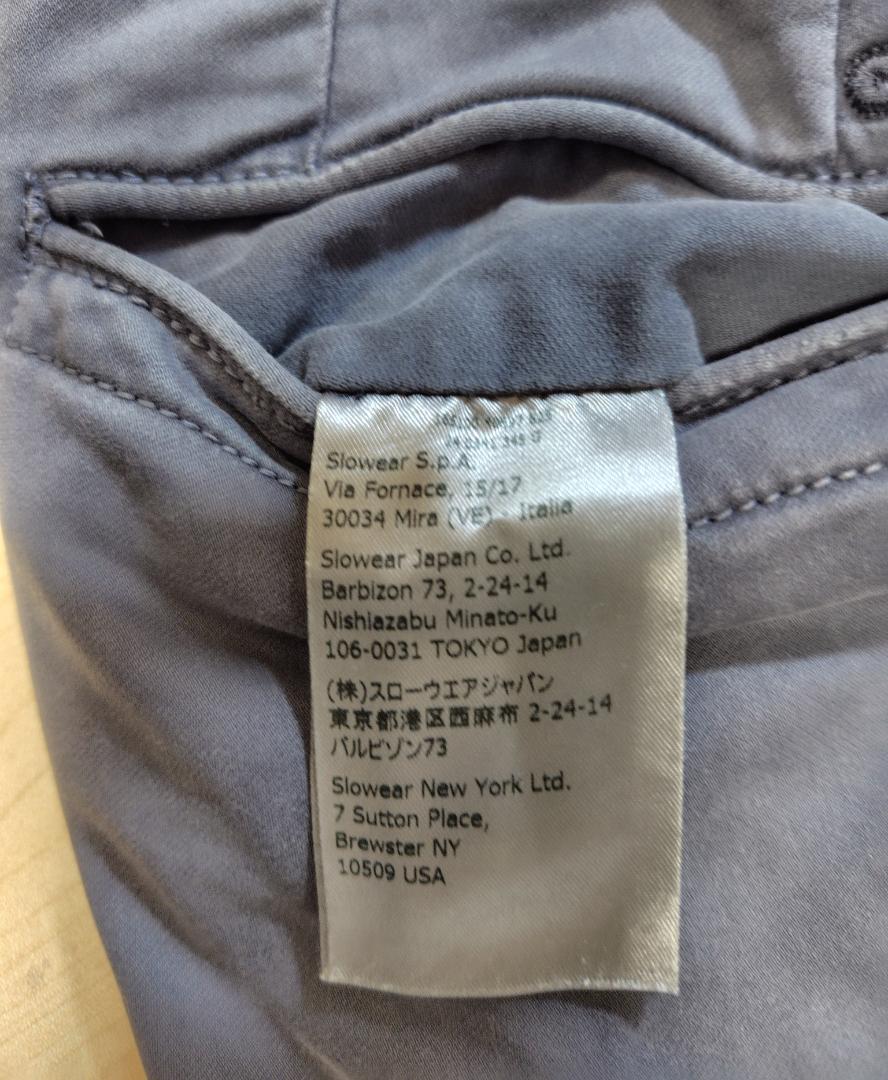 Slowear S.p.A.
Via Fornace, 15/17
30034 Mira (VE) - Italia
Slowear Japan Co. Ltd.
Barbizon 73, 2-24-14
Nishiazabu Minato-Ku
106-0031 TOKYO Japan
(株)スローウエアジャパン
東京都港区西麻布 2-24-14
バルビゾン73
Slowear New York Ltd.
7 Sutton Place,
Brewster NY
10509 USA